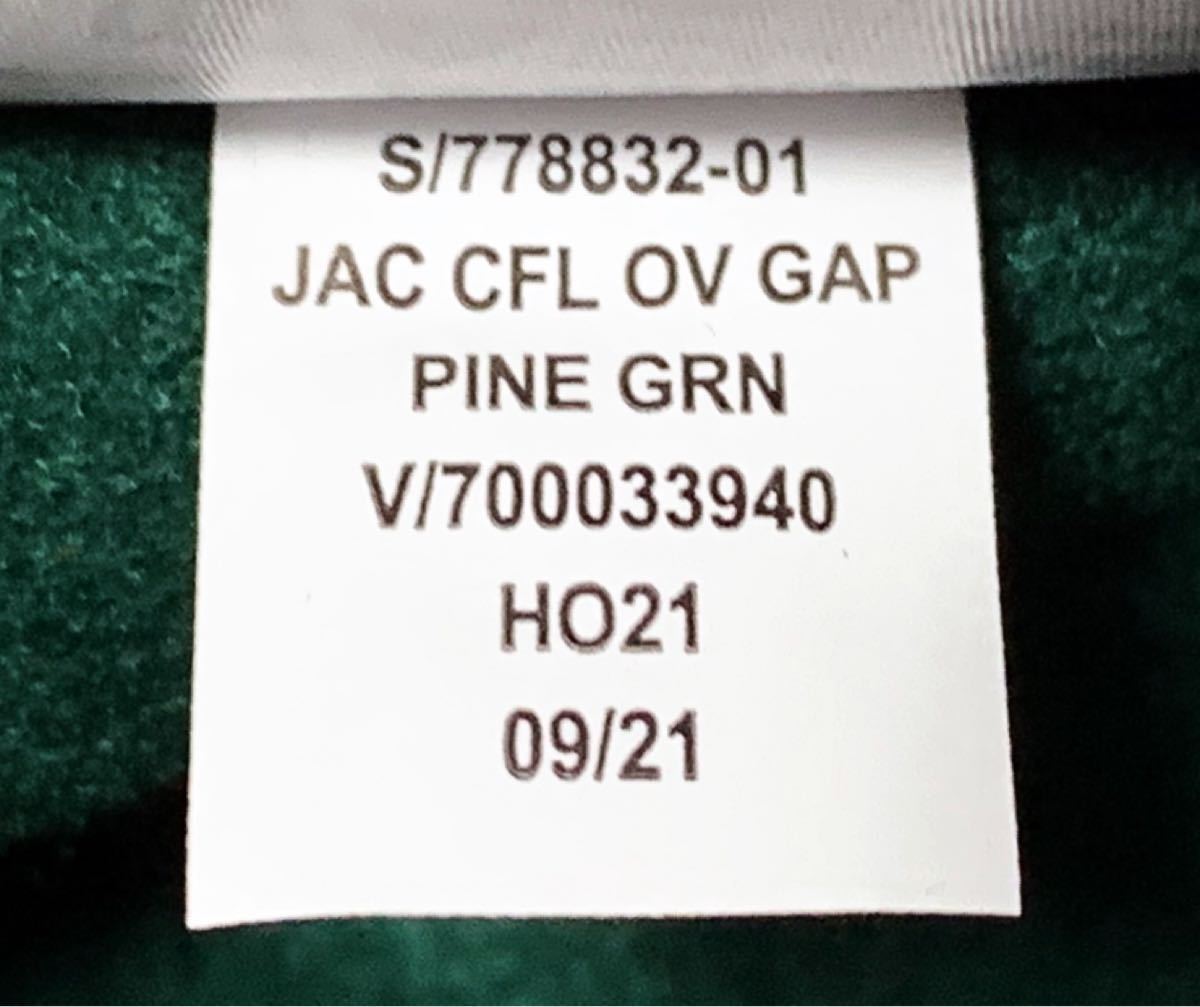 S/778832-01
JAC CFL OV GAP
PINE GRN
V/700033940
HO21
09/21